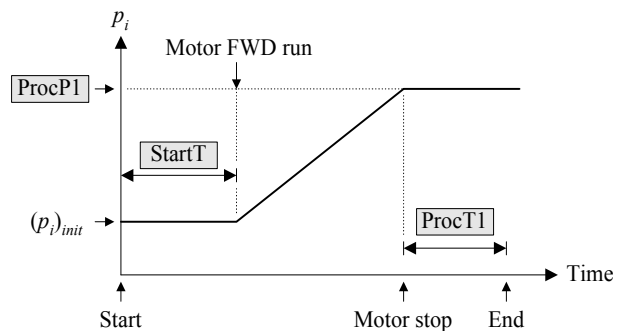 p_i
Motor FWD run
ProcP1
StartT
(p_i)_init
ProcT1
Time
Start
Motor stop
End